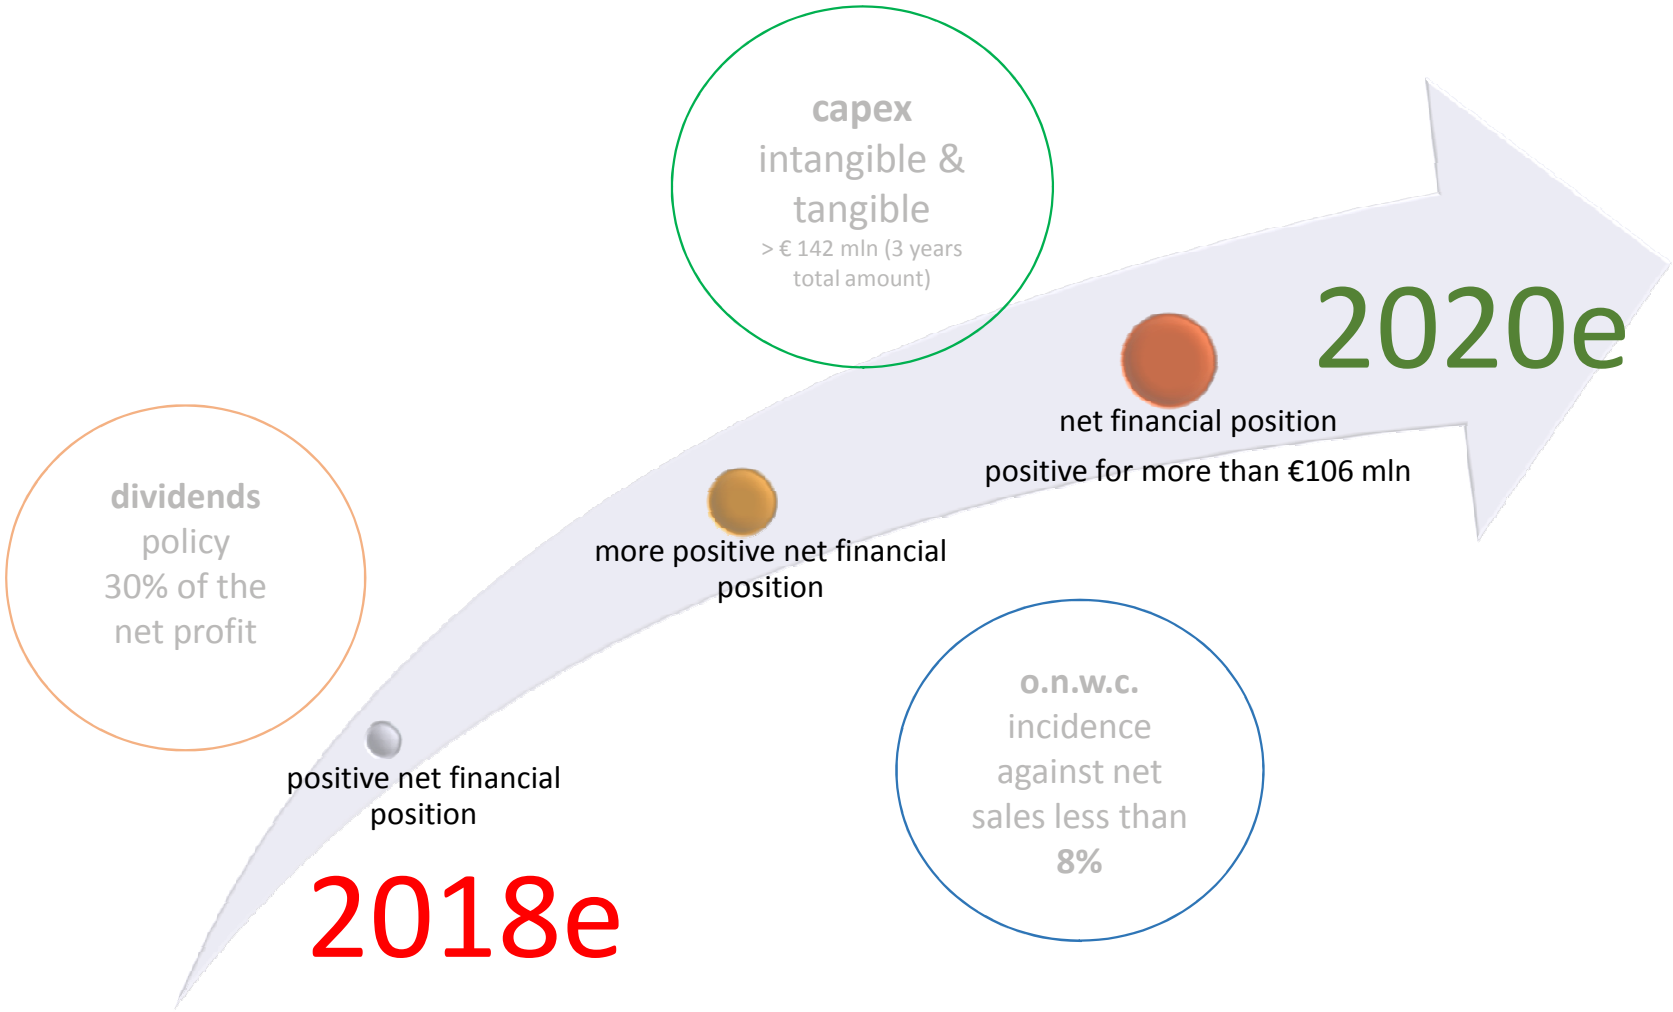 capex
intangible &
tangible
> € 142 mln (3 years
total amount)
2020e
net financial position
positive for more than €106 mln
dividends
policy
30% of the
net profit
more positive net financial
position
o.n.w.c.
incidence
against net
sales less than
8%
positive net financial
position
2018e